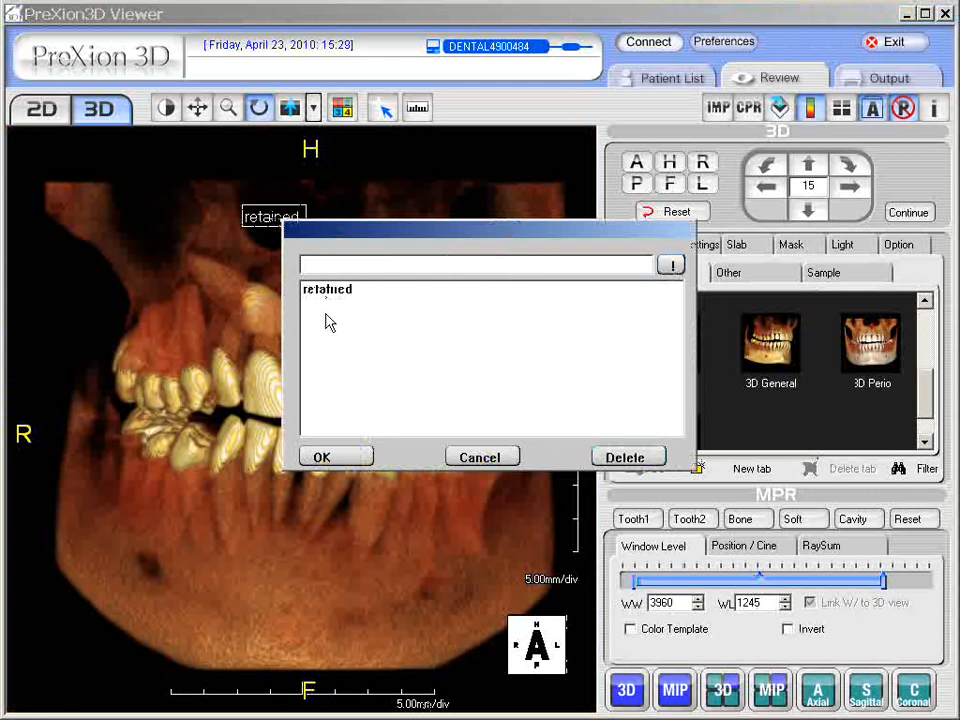 PreXion3D Viewer
PreXion 3D
[ Friday, April 23, 2010: 15:29]
DENTAL4900484
Connect
Preferences
Exit
Patient List
Review
Output
2D
3D
IMP
CPR
A
R
i
3D
H
retained
R
F
5.00mm/div
5.00mm/div
H
R A L
F
A H R
P F L
15
Reset
Continue
Slab
Mask
Light
Option
Other
Sample
!
retained
3D General
3D Perio
OK
Cancel
Delete
New tab
Delete tab
Filter
MPR
Tooth1
Tooth2
Bone
Soft
Cavity
Reset
Window Level
Position / Cine
RaySum
WW 3960
WL 1245
Link W/ to 3D view
Color Template
Invert
3D
MIP
3D
MIP
A Axial
S Sagittal
C Coronal